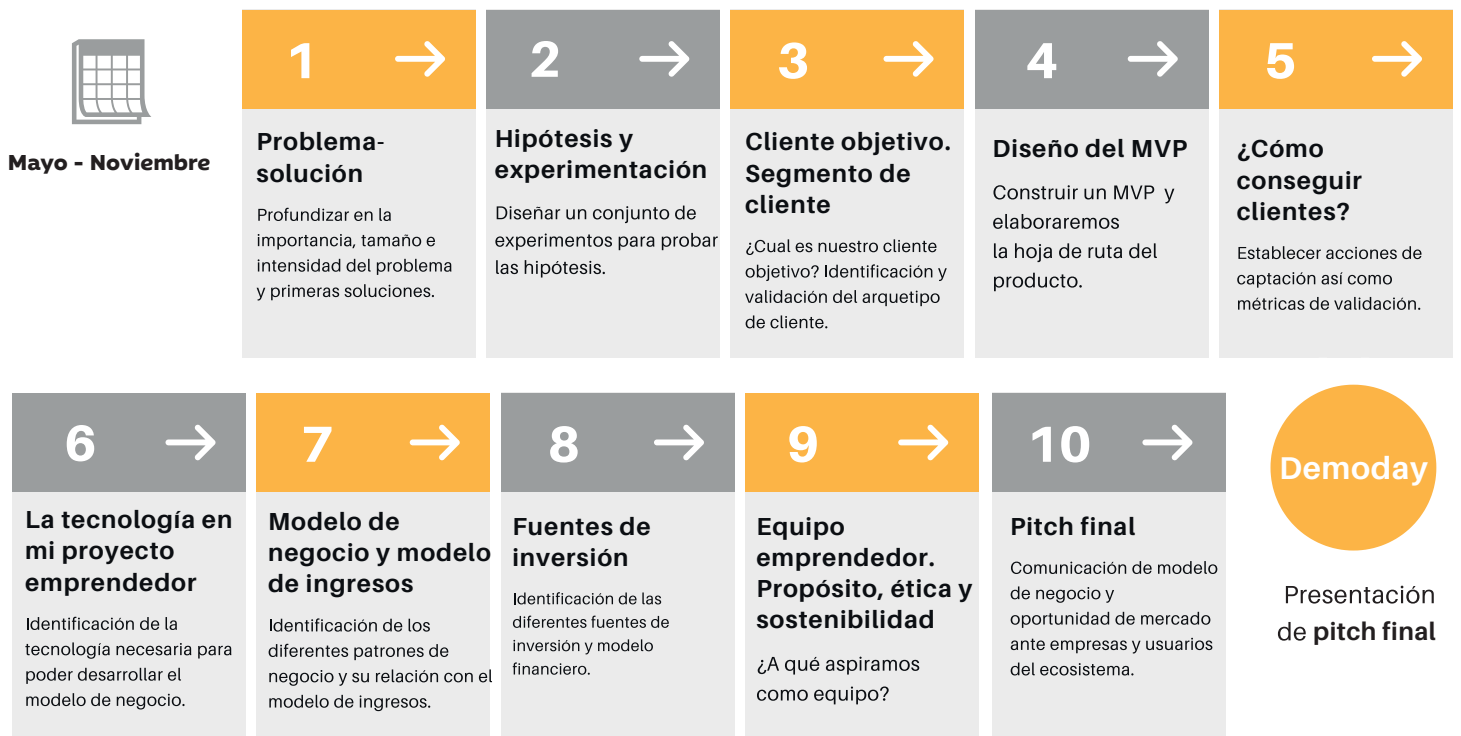 Mayo - Noviembre
1
Problema-
solución
Profundizar en la
importancia, tamaño e
intensidad del problema
y primeras soluciones.
2
Hipótesis y
experimentación
Diseñar un conjunto de
experimentos para probar
las hipótesis.
3
Cliente objetivo.
Segmento de
cliente
¿Cual es nuestro cliente
objetivo? Identificación y
validación del arquetipo
de cliente.
4
Diseño del MVP
Construir un MVP y
elaboraremos
la hoja de ruta del
producto.
5
¿Cómo
conseguir
clientes?
Establecer acciones de
captación así como
métricas de validación.
6
La tecnología en
mi proyecto
emprendedor
Identificación de la
tecnología necesaria para
poder desarrollar el
modelo de negocio.
7
Modelo de
negocio y modelo
de ingresos
Identificación de los
diferentes patrones de
negocio y su relación con el
modelo de ingresos.
8
Fuentes de
inversión
Identificación de las
diferentes fuentes de
inversión y modelo
financiero.
9
Equipo
emprendedor.
Propósito, ética y
sostenibilidad
¿A qué aspiramos
como equipo?
10
Pitch final
Comunicación de modelo
de negocio y
oportunidad de mercado
ante empresas y usuarios
del ecosistema.
Demoday
Presentación
de pitch final